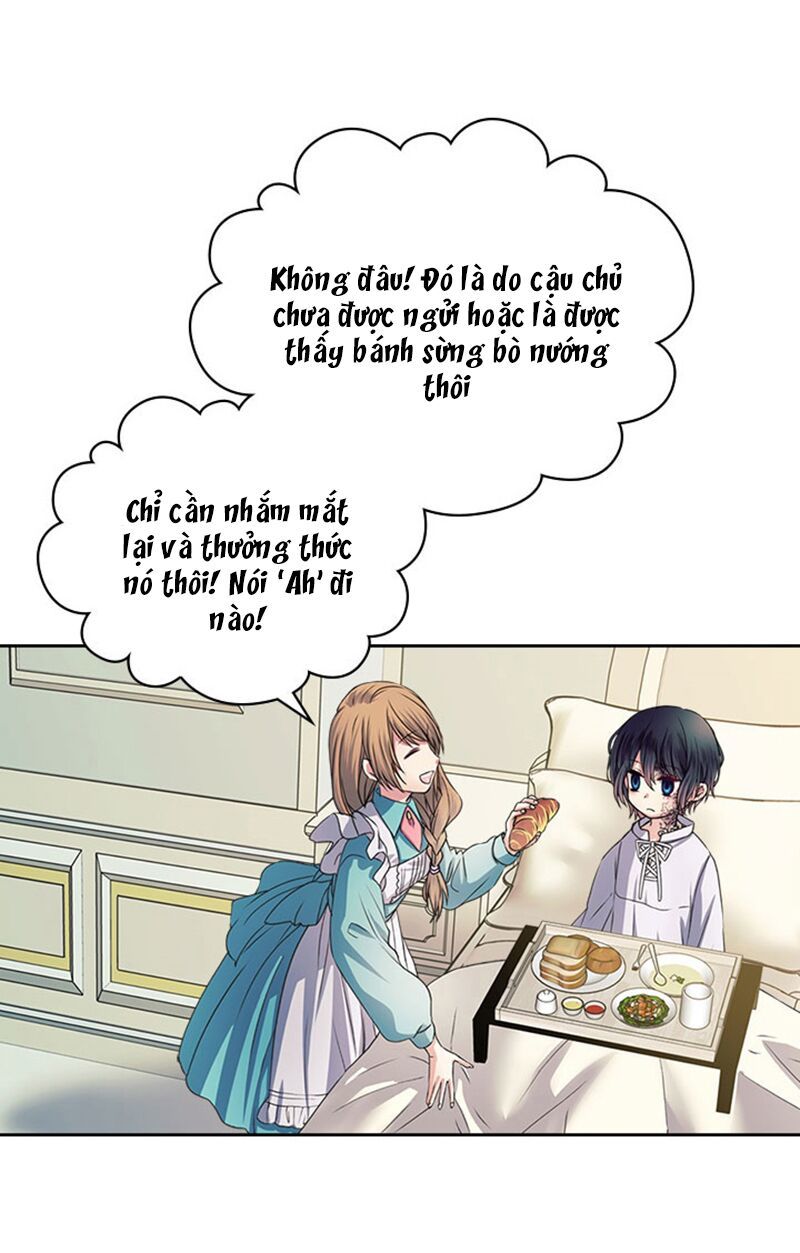 Không đâu! Đó là do cậu chủ
chưa được ngửi hoặc là được
thấy bánh sừng bò nướng
thôi
Chỉ cần nhắm mắt
lại và thưởng thức
nó thôi! Nói 'Ah' đi
nào!